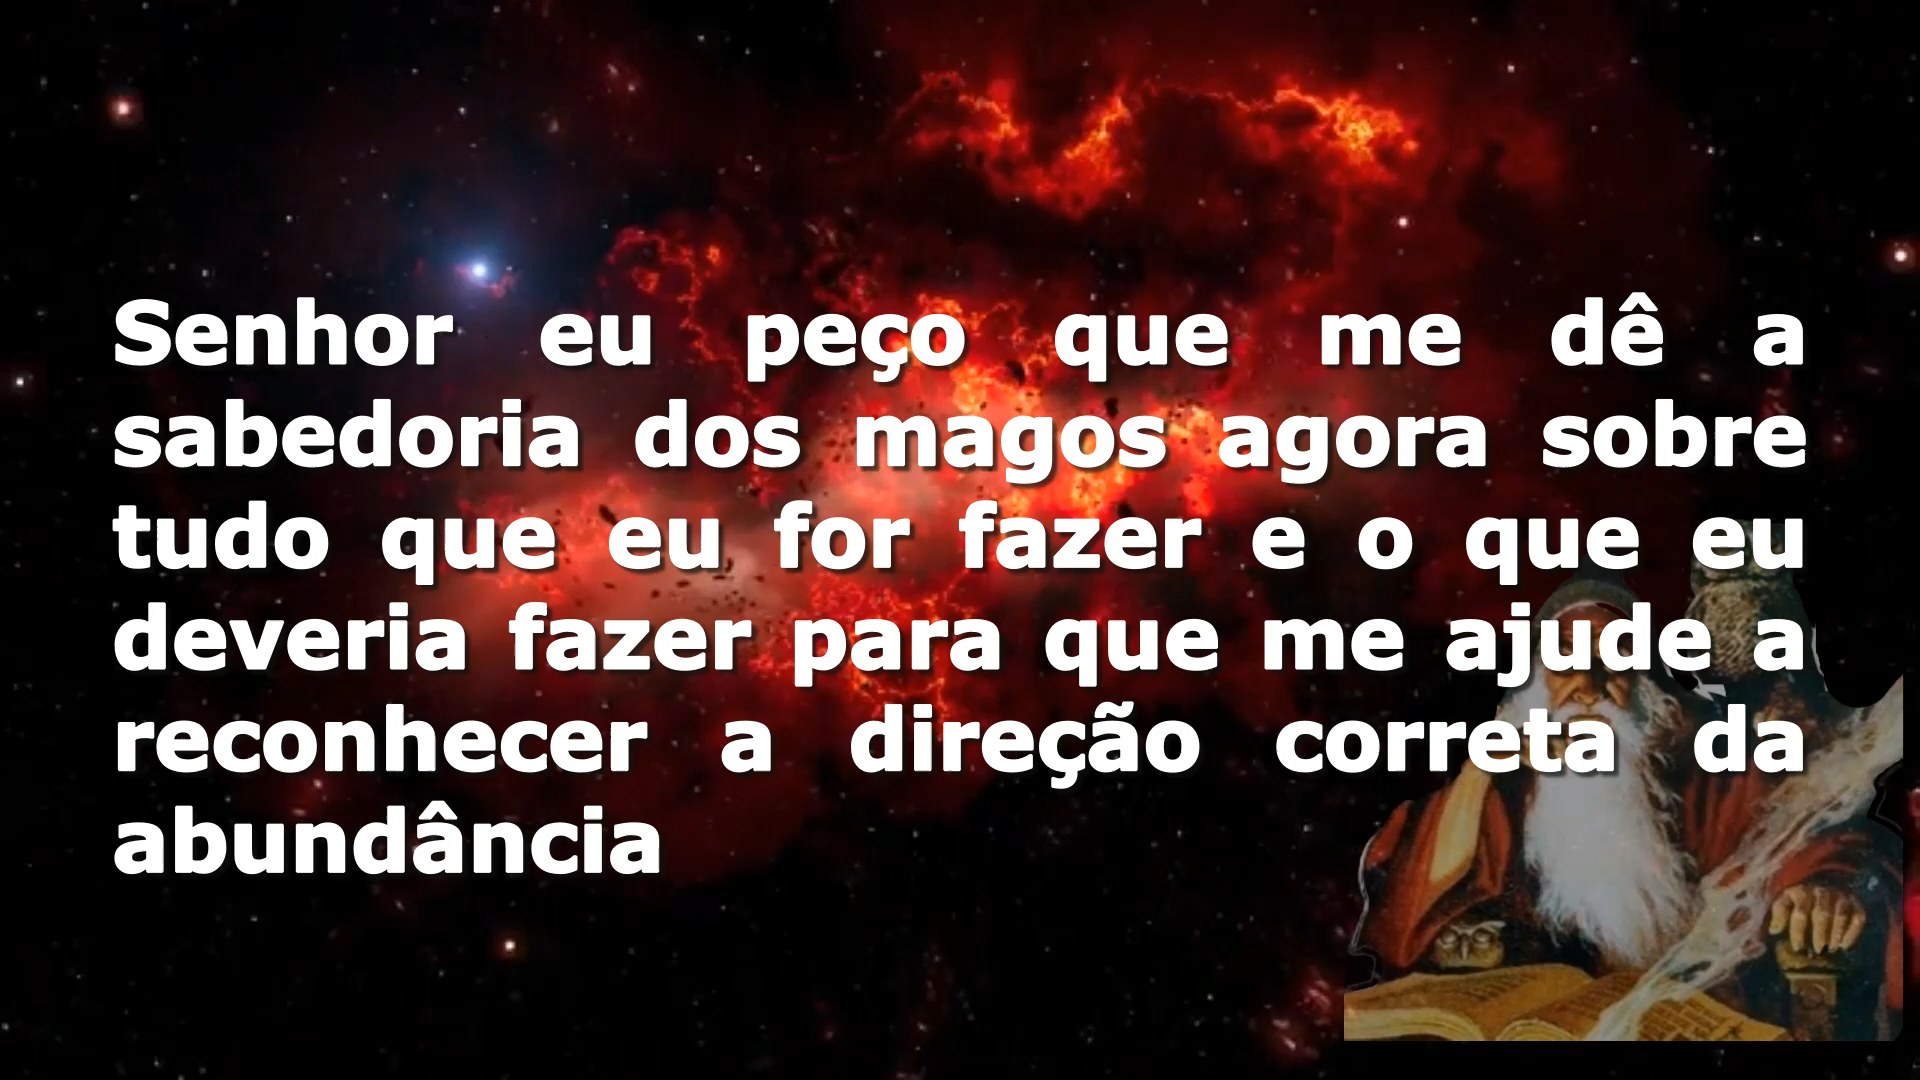 Senhor eu peço que me dê a
sabedoria dos magos agora sobre
tudo que eu for fazer e o que eu
deveria fazer para que me ajude a
reconhecer a direção correta da
abundância